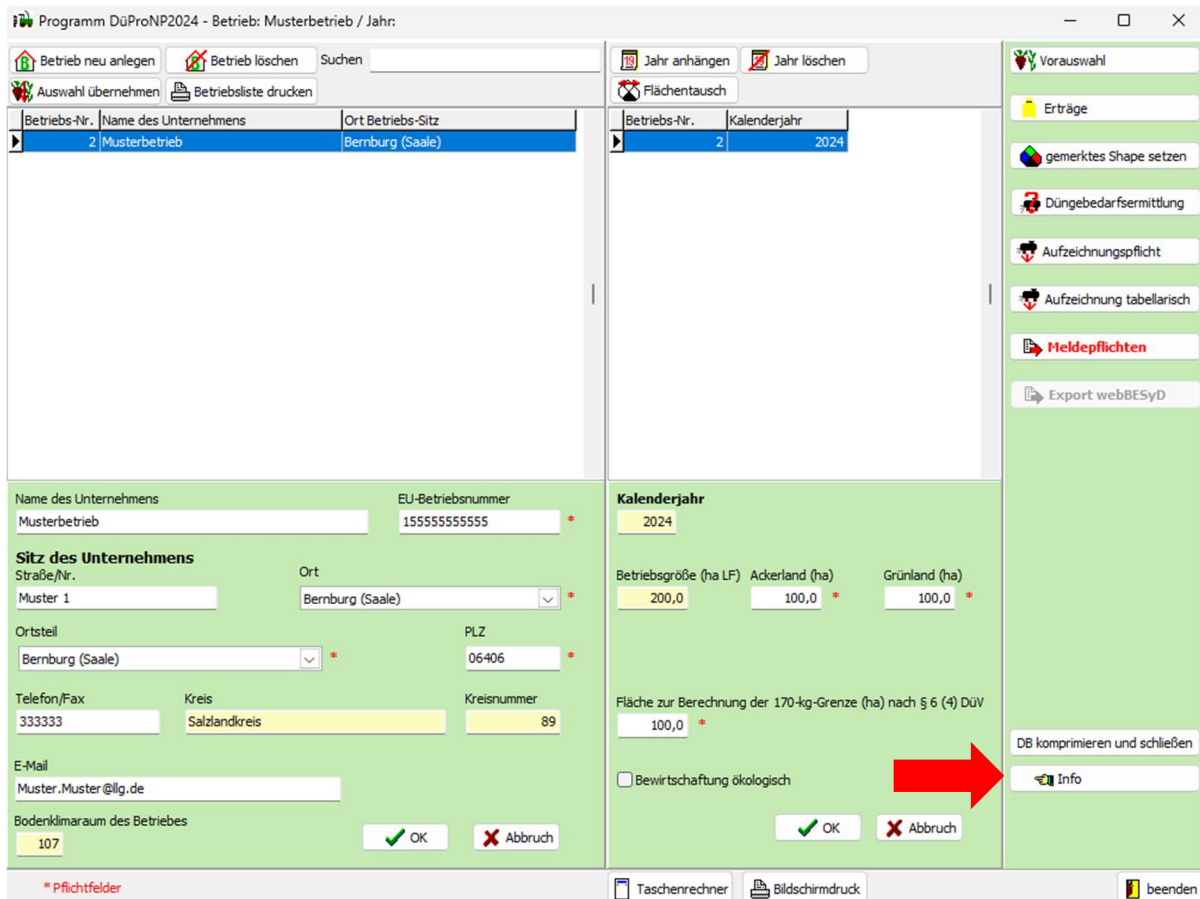 Programm DüProNP2024 - Betrieb: Musterbetrieb / Jahr:
Betrieb neu anlegen
Betrieb löschen
Suchen
Auswahl übernehmen
Betriebsliste drucken
Betriebs-Nr. Name des Unternehmens Ort Betriebs-Sitz
2 Musterbetrieb Bernburg (Saale)
Name des Unternehmens EU-Betriebsnummer
Musterbetrieb 155555555555 *
Sitz des Unternehmens
Straße/Nr. Ort
Muster 1 Bernburg (Saale) *
Ortsteil PLZ
Bernburg (Saale) * 06406 *
Telefon/Fax Kreis Kreisnummer
333333 Salzlandkreis 89
E-Mail
Muster.Muster@llg.de
Bodenklimaraum des Betriebes
107 OK Abbruch
* Pflichtfelder
19 Jahr anhängen
19 Jahr löschen
Flächentausch
Betriebs-Nr. Kalenderjahr
2 2024
Kalenderjahr
2024
Betriebsgröße (ha LF) Ackerland (ha) Grünland (ha)
200,0 100,0 * 100,0 *
Fläche zur Berechnung der 170-kg-Grenze (ha) nach § 6 (4) DüV
100,0 *
Bewirtschaftung ökologisch
OK Abbruch
Taschenrechner Bildschirmdruck
Vorauswahl
Erträge
gemerktes Shape setzen
Düngebedarfsermittlung
Aufzeichnungspflicht
Aufzeichnung tabellarisch
Meldepflichten
Export webBESyD
DB komprimieren und schließen
Info
beenden